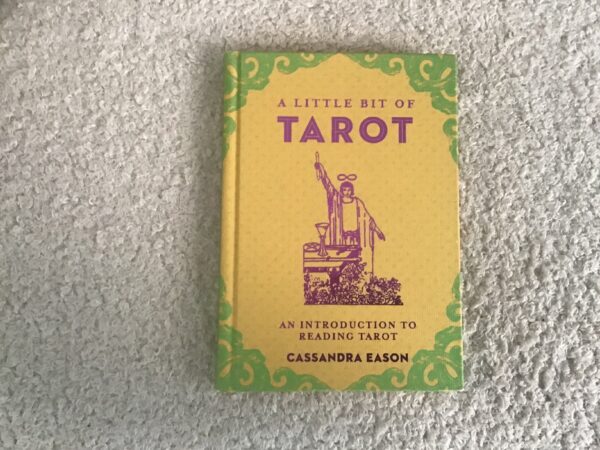 A LITTLE BIT OF
TAROT
AN INTRODUCTION TO
READING TAROT
CASSANDRA EASON